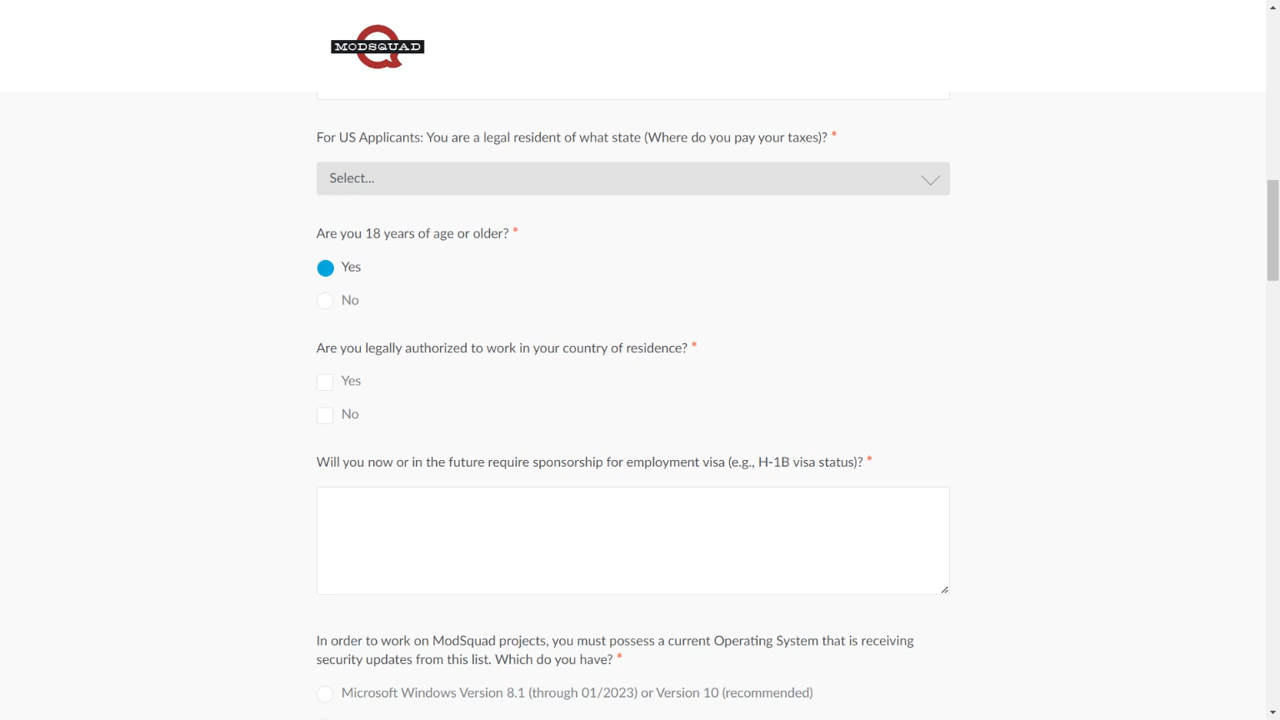 MODSQUAD
For US Applicants: You are a legal resident of what state (Where do you pay your taxes)? *
Select...
Are you 18 years of age or older? *
Yes
No
Are you legally authorized to work in your country of residence? *
Yes
No
Will you now or in the future require sponsorship for employment visa (e.g., H-1B visa status)? *
In order to work on ModSquad projects, you must possess a current Operating System that is receiving
security updates from this list. Which do you have? *
Microsoft Windows Version 8.1 (through 01/2023) or Version 10 (recommended)